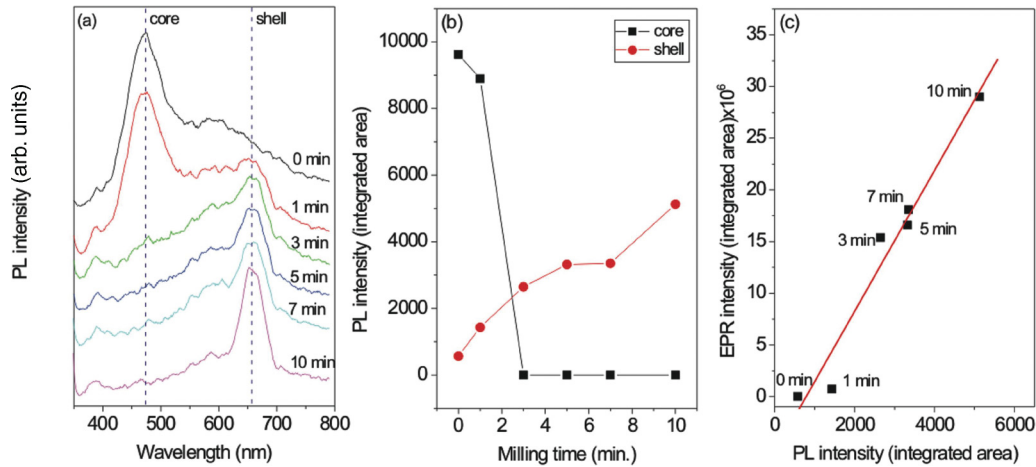 (a)
core
shell
0 min
1 min
3 min
5 min
7 min
10 min
PL intensity (arb. units)
400 500 600 700 800
Wavelength (nm)
(b)
core
shell
10000
8000
6000
4000
2000
0
PL intensity (integrated area)
0 2 4 6 8 10
Milling time (min.)
(c)
35
30
25
20
15
10
5
0
EPR intensity (integrated area)x10⁶
10 min
7 min
5 min
3 min
0 min
1 min
0 2000 4000 6000
PL intensity (integrated area)